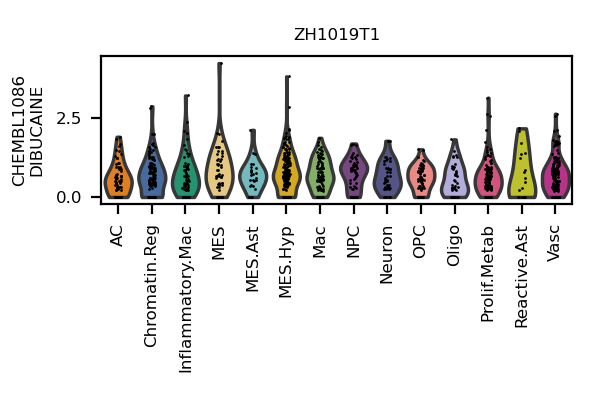 ZH1019T1
CHEMBL1086
DIBUCAINE
2.5
0.0
AC
Chromatin.Reg
Inflammatory.Mac
MES
MES.Ast
MES.Hyp
Mac
NPC
Neuron
OPC
Oligo
Prolif.Metab
Reactive.Ast
Vasc